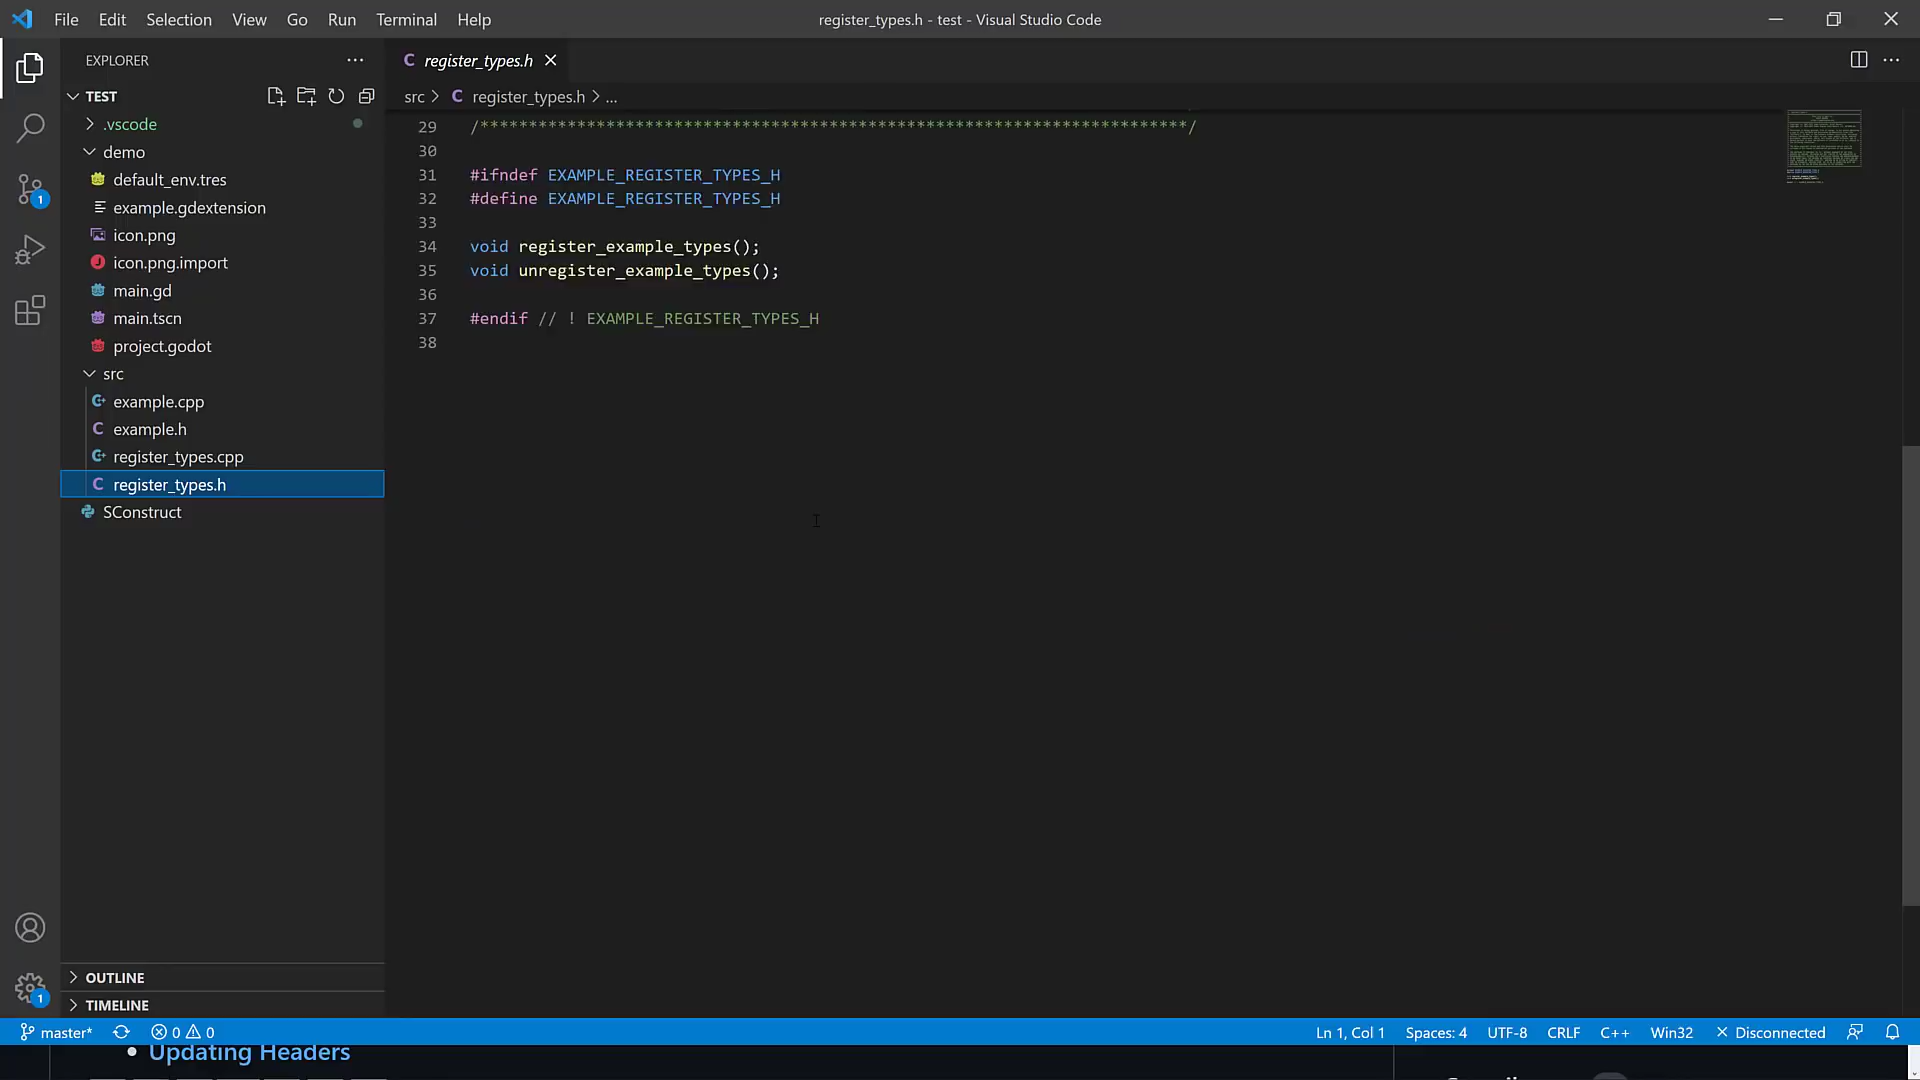 File Edit Selection View Go Run Terminal Help
register_types.h - test - Visual Studio Code
EXPLORER
TEST
.vscode
demo
default_env.tres
example.gdextension
icon.png
icon.png.import
main.gd
main.tscn
project.godot
src
example.cpp
example.h
register_types.cpp
register_types.h
SConstruct
OUTLINE
TIMELINE
1
1
C register_types.h
src > C register_types.h > ...
29 /*************************************************************************/
30
31 #ifndef EXAMPLE_REGISTER_TYPES_H
32 #define EXAMPLE_REGISTER_TYPES_H
33
34 void register_example_types();
35 void unregister_example_types();
36
37 #endif // ! EXAMPLE_REGISTER_TYPES_H
38
master* 0 0 Ln 1, Col 1 Spaces: 4 UTF-8 CRLF C++ Win32 Disconnected
• Updating Headers